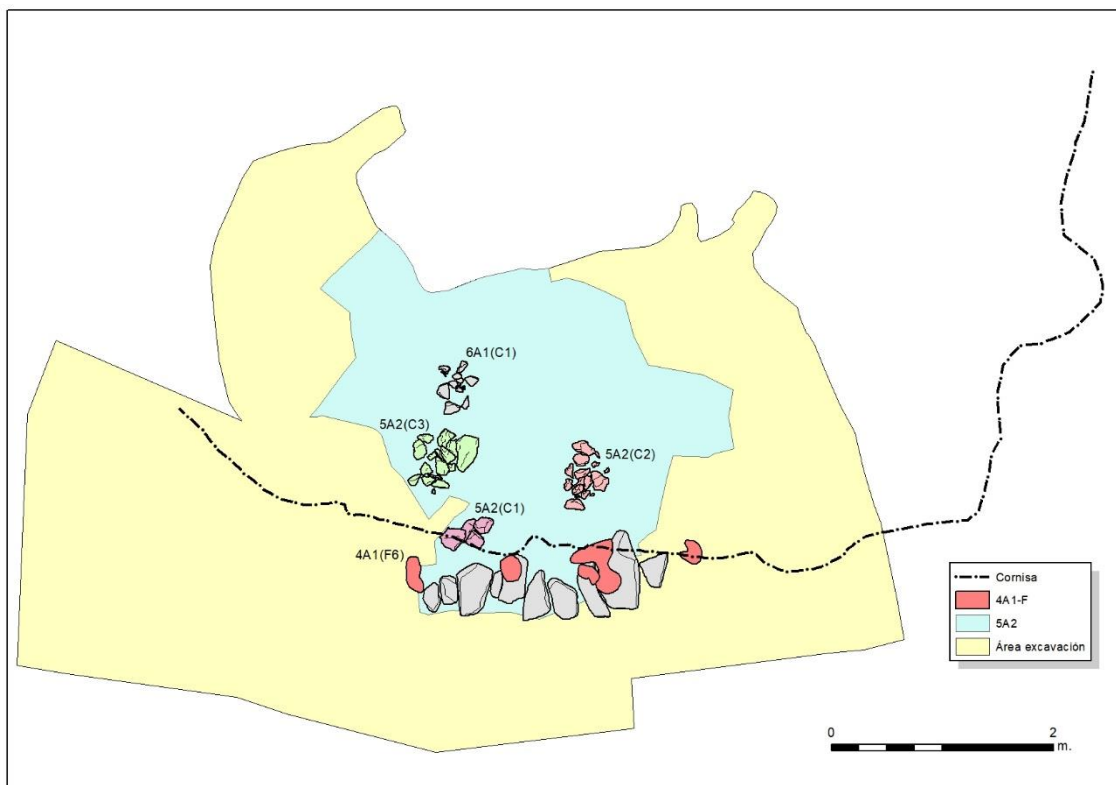 6A1(C1)
5A2(C3)
5A2(C2)
5A2(C1)
4A1(F6)
Cornisa
4A1-F
5A2
Área excavación
0 2
m.